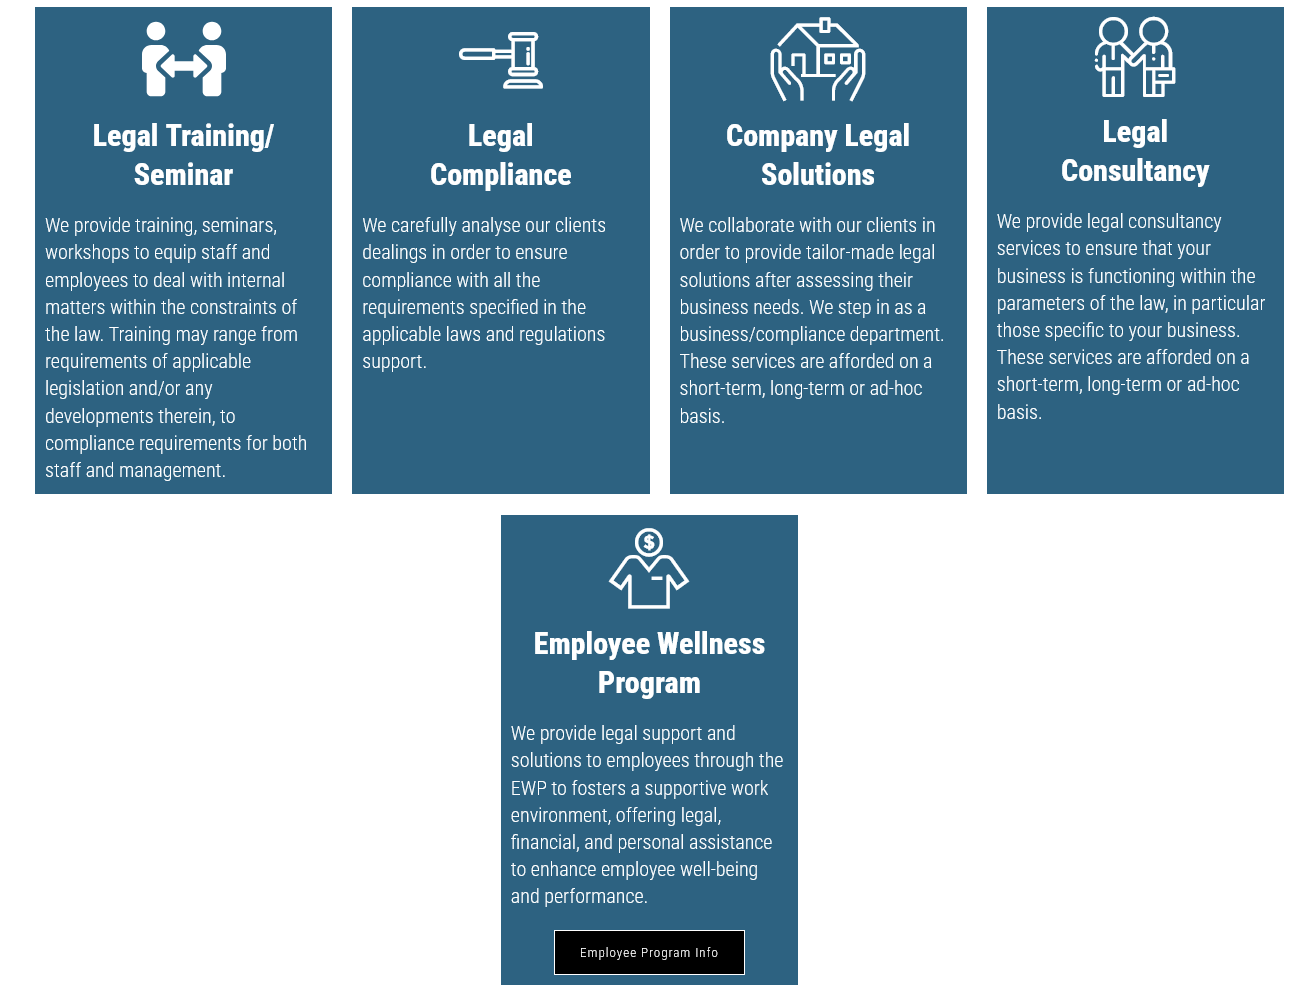 Legal Training/
Seminar
We provide training, seminars,
workshops to equip staff and
employees to deal with internal
matters within the constraints of
the law. Training may range from
requirements of applicable
legislation and/or any
developments therein, to
compliance requirements for both
staff and management.
Legal
Compliance
We carefully analyse our clients
dealings in order to ensure
compliance with all the
requirements specified in the
applicable laws and regulations
support.
Company Legal
Solutions
We collaborate with our clients in
order to provide tailor-made legal
solutions after assessing their
business needs. We step in as a
business/compliance department.
These services are afforded on a
short-term, long-term or ad-hoc
basis.
Legal
Consultancy
We provide legal consultancy
services to ensure that your
business is functioning within the
parameters of the law, in particular
those specific to your business.
These services are afforded on a
short-term, long-term or ad-hoc
basis.
$
Employee Wellness
Program
We provide legal support and
solutions to employees through the
EWP to fosters a supportive work
environment, offering legal,
financial, and personal assistance
to enhance employee well-being
and performance.
Employee Program Info